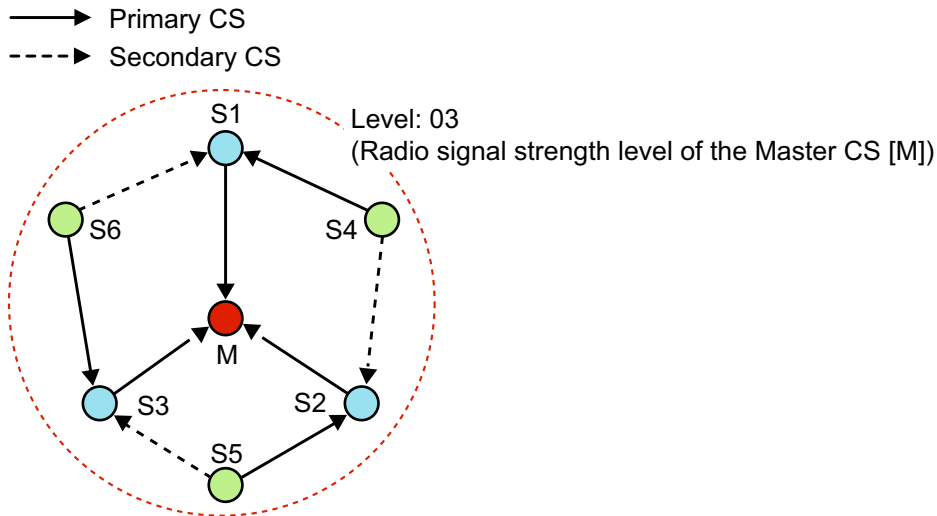 Primary CS
Secondary CS
S1
Level: 03
(Radio signal strength level of the Master CS [M])
S6
S4
M
S3
S2
S5